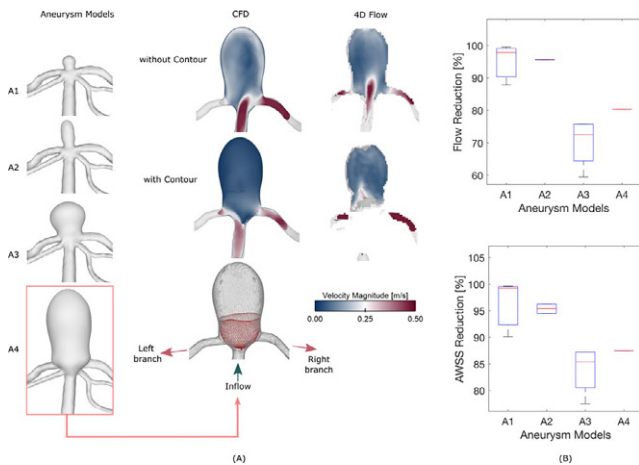 Aneurysm Models
CFD
4D Flow
without Contour
A1
A2
with Contour
A3
A4
Velocity Magnitude [m/s]
0.00
0.25
0.50
Left
branch
Right
branch
Inflow
(A)
Flow Reduction [%]
100
90
80
70
60
A1
A2
A3
A4
Aneurysm Models
AWSS Reduction [%]
105
100
95
90
85
80
A1
A2
A3
A4
Aneurysm Models
(B)